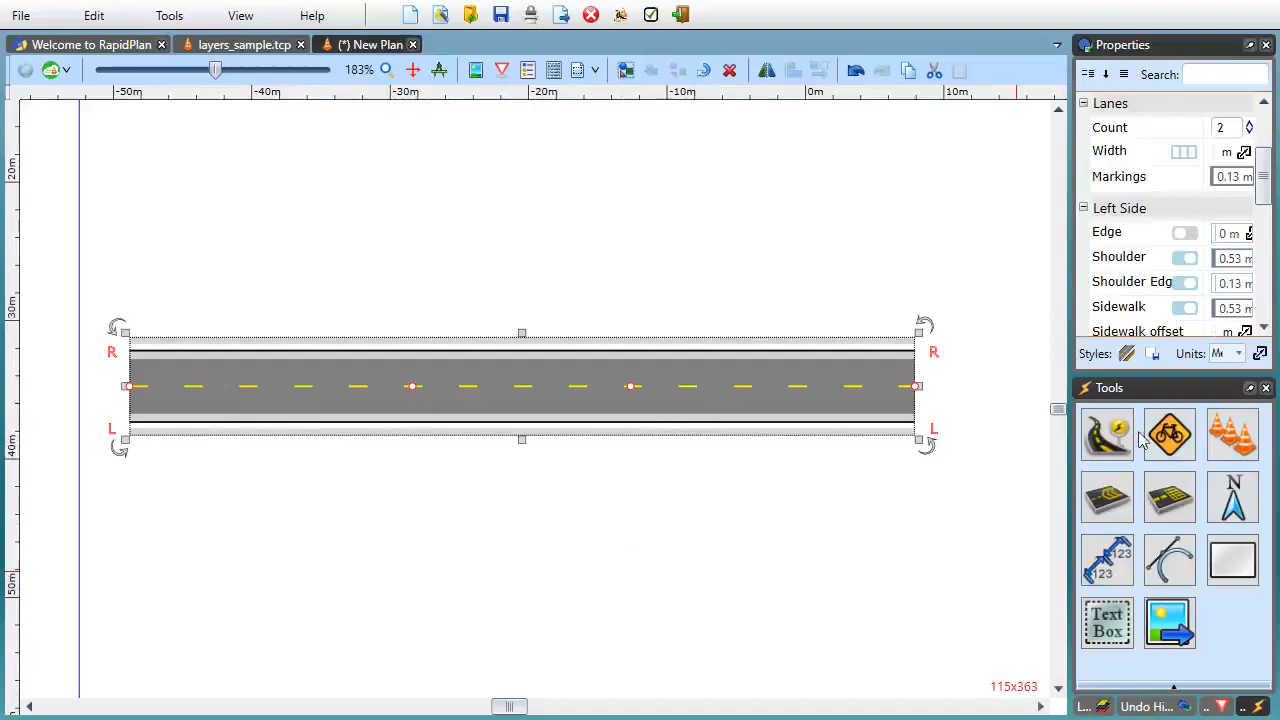 File Edit Tools View Help
Welcome to RapidPlan layers_sample.tcp (*) New Plan
183%
-50m -40m -30m -20m -10m 0m 10m
20m
30m
40m
50m
R R
L L
115x363
Properties
Search:
Lanes
Count 2
Width m
Markings 0.13 m
Left Side
Edge 0 m
Shoulder 0.53 m
Shoulder Edg 0.13 m
Sidewalk 0.53 m
Sidewalk offset m
Styles: Units: Me
Tools
N
123
123
Text
Box
L... Undo Hi... .. ..